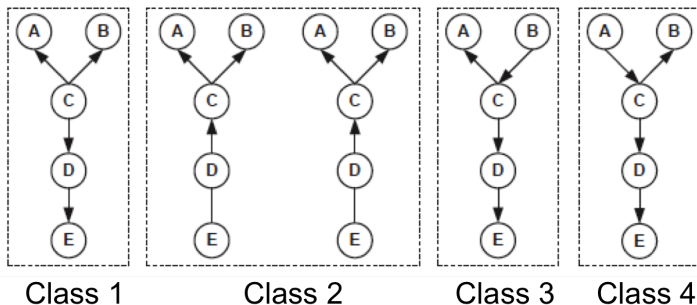 A B A B A B A B A B
C C C C C
D D D D D
E E E E E
Class 1 Class 2 Class 3 Class 4